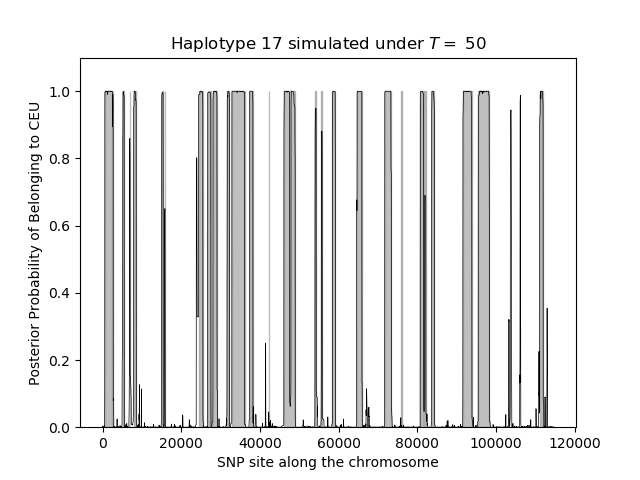 Haplotype 17 simulated under T = 50
Posterior Probability of Belonging to CEU
1.0
0.8
0.6
0.4
0.2
0.0
0 20000 40000 60000 80000 100000 120000
SNP site along the chromosome